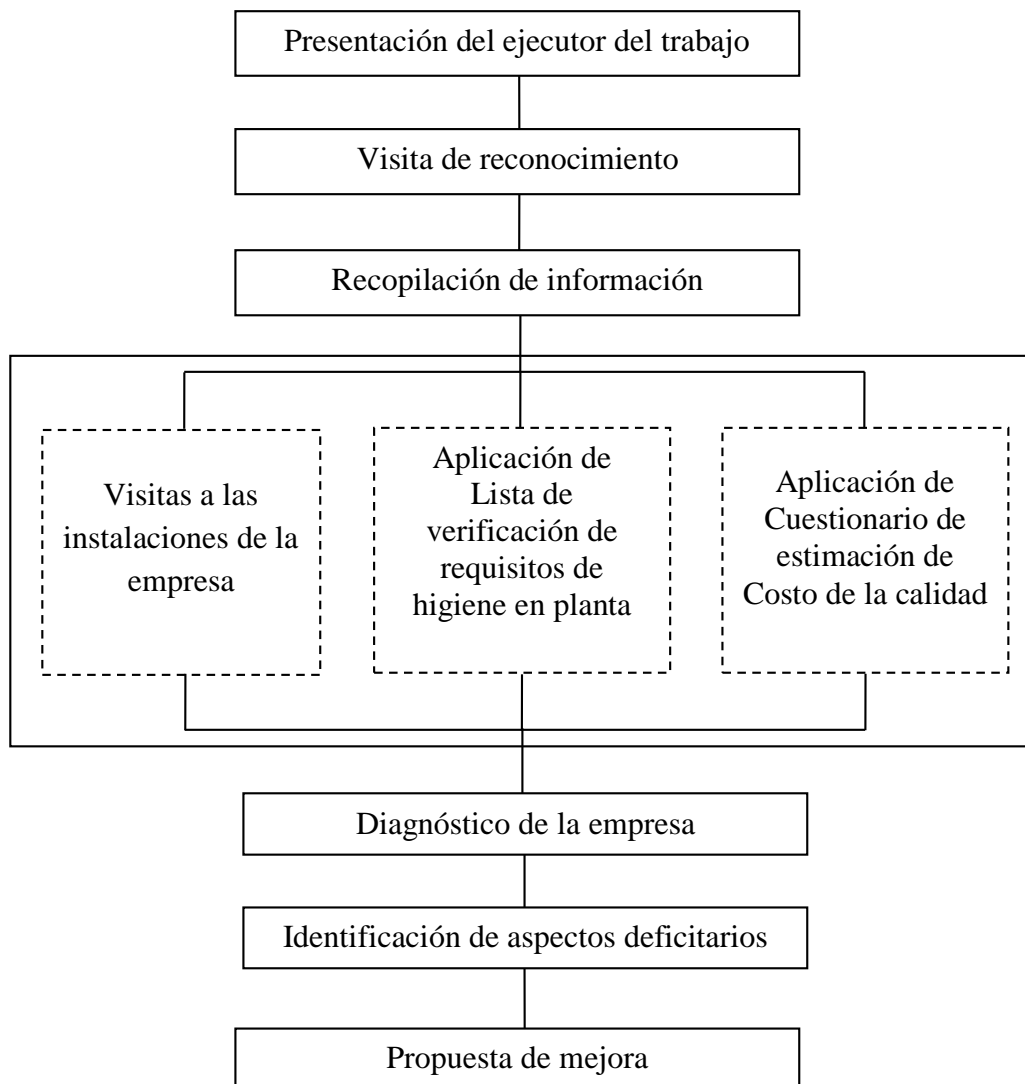 Presentación del ejecutor del trabajo
Visita de reconocimiento
Recopilación de información
Visitas a las
instalaciones de la
empresa
Aplicación de
Lista de
verificación de
requisitos de
higiene en planta
Aplicación de
Cuestionario de
estimación de
Costo de la calidad
Diagnóstico de la empresa
Identificación de aspectos deficitarios
Propuesta de mejora